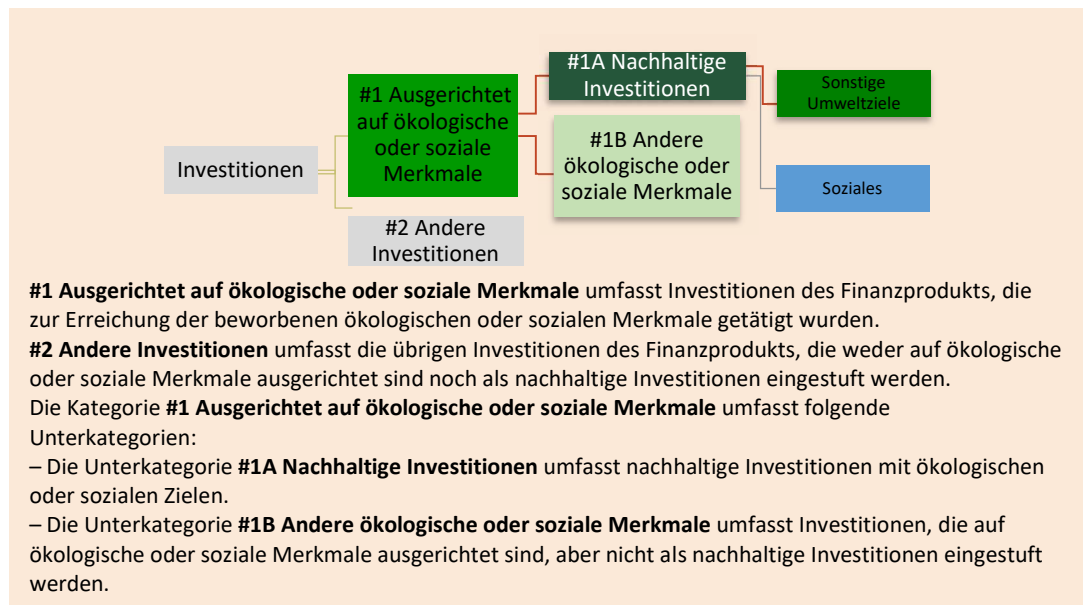 Investitionen
#1 Ausgerichtet
auf ökologische
oder soziale
Merkmale
#2 Andere
Investitionen
#1A Nachhaltige
Investitionen
#1B Andere
ökologische oder
soziale Merkmale
Sonstige
Umweltziele
Soziales
#1 Ausgerichtet auf ökologische oder soziale Merkmale umfasst Investitionen des Finanzprodukts, die
zur Erreichung der beworbenen ökologischen oder sozialen Merkmale getätigt wurden.
#2 Andere Investitionen umfasst die übrigen Investitionen des Finanzprodukts, die weder auf ökologische
oder soziale Merkmale ausgerichtet sind noch als nachhaltige Investitionen eingestuft werden.
Die Kategorie #1 Ausgerichtet auf ökologische oder soziale Merkmale umfasst folgende
Unterkategorien:
– Die Unterkategorie #1A Nachhaltige Investitionen umfasst nachhaltige Investitionen mit ökologischen
oder sozialen Zielen.
– Die Unterkategorie #1B Andere ökologische oder soziale Merkmale umfasst Investitionen, die auf
ökologische oder soziale Merkmale ausgerichtet sind, aber nicht als nachhaltige Investitionen eingestuft
werden.